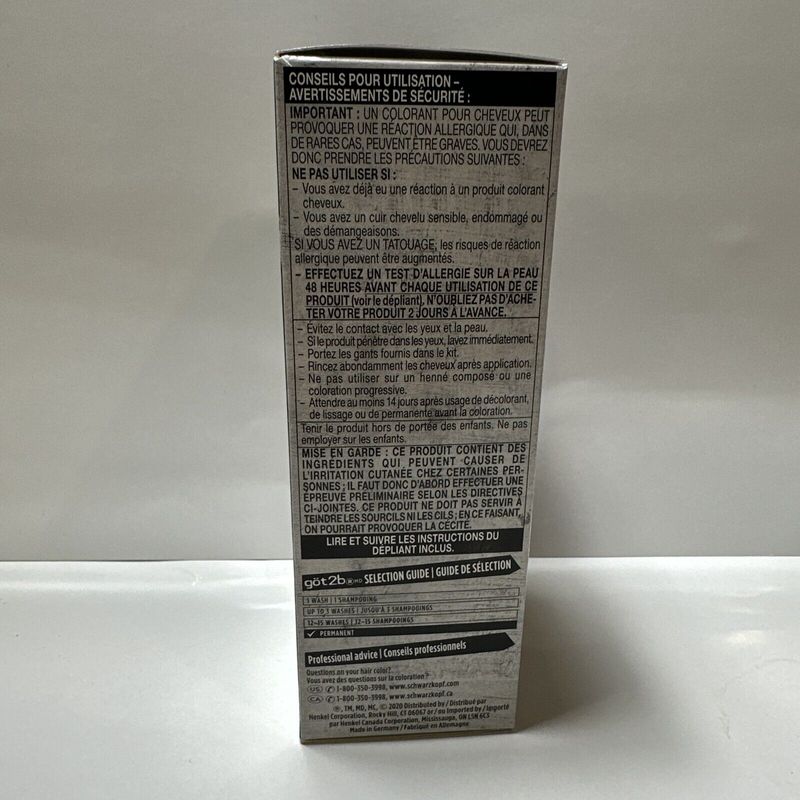 CONSEILS POUR UTILISATION –
AVERTISSEMENTS DE SÉCURITÉ :
IMPORTANT : UN COLORANT POUR CHEVEUX PEUT
PROVOQUER UNE RÉACTION ALLERGIQUE QUI, DANS
DE RARES CAS, PEUVENT ÊTRE GRAVES. VOUS DEVREZ
DONC PRENDRE LES PRÉCAUTIONS SUIVANTES :
NE PAS UTILISER SI :
– Vous avez déjà eu une réaction à un produit colorant
cheveux.
– Vous avez un cuir chevelu sensible, endommagé ou
des démangeaisons.
SI VOUS AVEZ UN TATOUAGE, les risques de réaction
allergique peuvent être augmentés.
– EFFECTUEZ UN TEST D'ALLERGIE SUR LA PEAU
48 HEURES AVANT CHAQUE UTILISATION DE CE
PRODUIT (voir le dépliant). N'OUBLIEZ PAS D'ACHE-
TER VOTRE PRODUIT 2 JOURS À L'AVANCE.
– Évitez le contact avec les yeux et la peau.
– Si le produit pénètre dans les yeux, lavez immédiatement.
– Portez les gants fournis dans le kit.
– Rincez abondamment les cheveux après application.
– Ne pas utiliser sur un henné composé ou une
coloration progressive.
– Attendre au moins 14 jours après usage de décolorant,
de lissage ou de permanente avant la coloration.
Tenir le produit hors de portée des enfants. Ne pas
employer sur les enfants.
MISE EN GARDE : CE PRODUIT CONTIENT DES
INGRÉDIENTS QUI PEUVENT CAUSER DE
L'IRRITATION CUTANÉE CHEZ CERTAINES PER-
SONNES ; IL FAUT DONC D'ABORD EFFECTUER UNE
ÉPREUVE PRÉLIMINAIRE SELON LES DIRECTIVES
CI-JOINTES. CE PRODUIT NE DOIT PAS SERVIR À
TEINDRE LES SOURCILS NI LES CILS ; EN CE FAISANT,
ON POURRAIT PROVOQUER LA CÉCITÉ.
LIRE ET SUIVRE LES INSTRUCTIONS DU
DÉPLIANT INCLUS.
göt2b® MD SELECTION GUIDE | GUIDE DE SÉLECTION
1 WASH | 1 SHAMPOOING
UP TO 3 WASHES | JUSQU'À 3 SHAMPOOINGS
12–15 WASHES | 12–15 SHAMPOOINGS
✓ PERMANENT
Professional advice | Conseils professionnels
Questions on your hair color?
Vous avez des questions sur la coloration?
US 1-800-350-3998, www.schwarzkopf.com
CA 1-800-350-3998, www.schwarzkopf.ca
®, TM, MD, MC, © 2020 Distributed by / Distribué par
Henkel Corporation, Rocky Hill, CT 06067 or / ou Imported by / Importé
par Henkel Canada Corporation, Mississauga, ON L5N 6C3
Made in Germany / Fabriqué en Allemagne